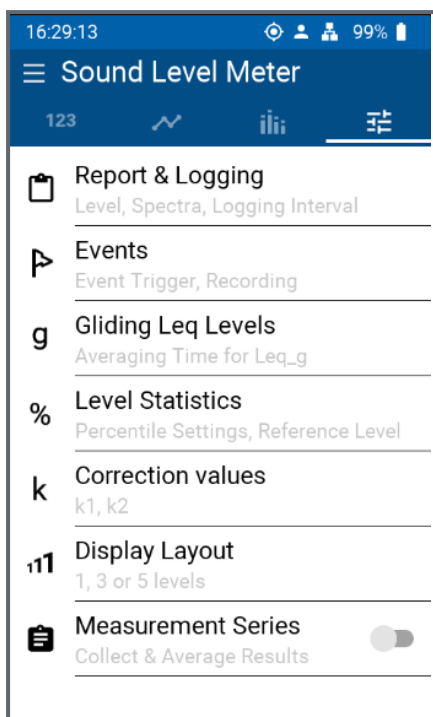 16:29:13 99%
Sound Level Meter
123
Report & Logging
Level, Spectra, Logging Interval
Events
Event Trigger, Recording
g Gliding Leq Levels
Averaging Time for Leq_g
% Level Statistics
Percentile Settings, Reference Level
k Correction values
k1, k2
111 Display Layout
1, 3 or 5 levels
Measurement Series
Collect & Average Results